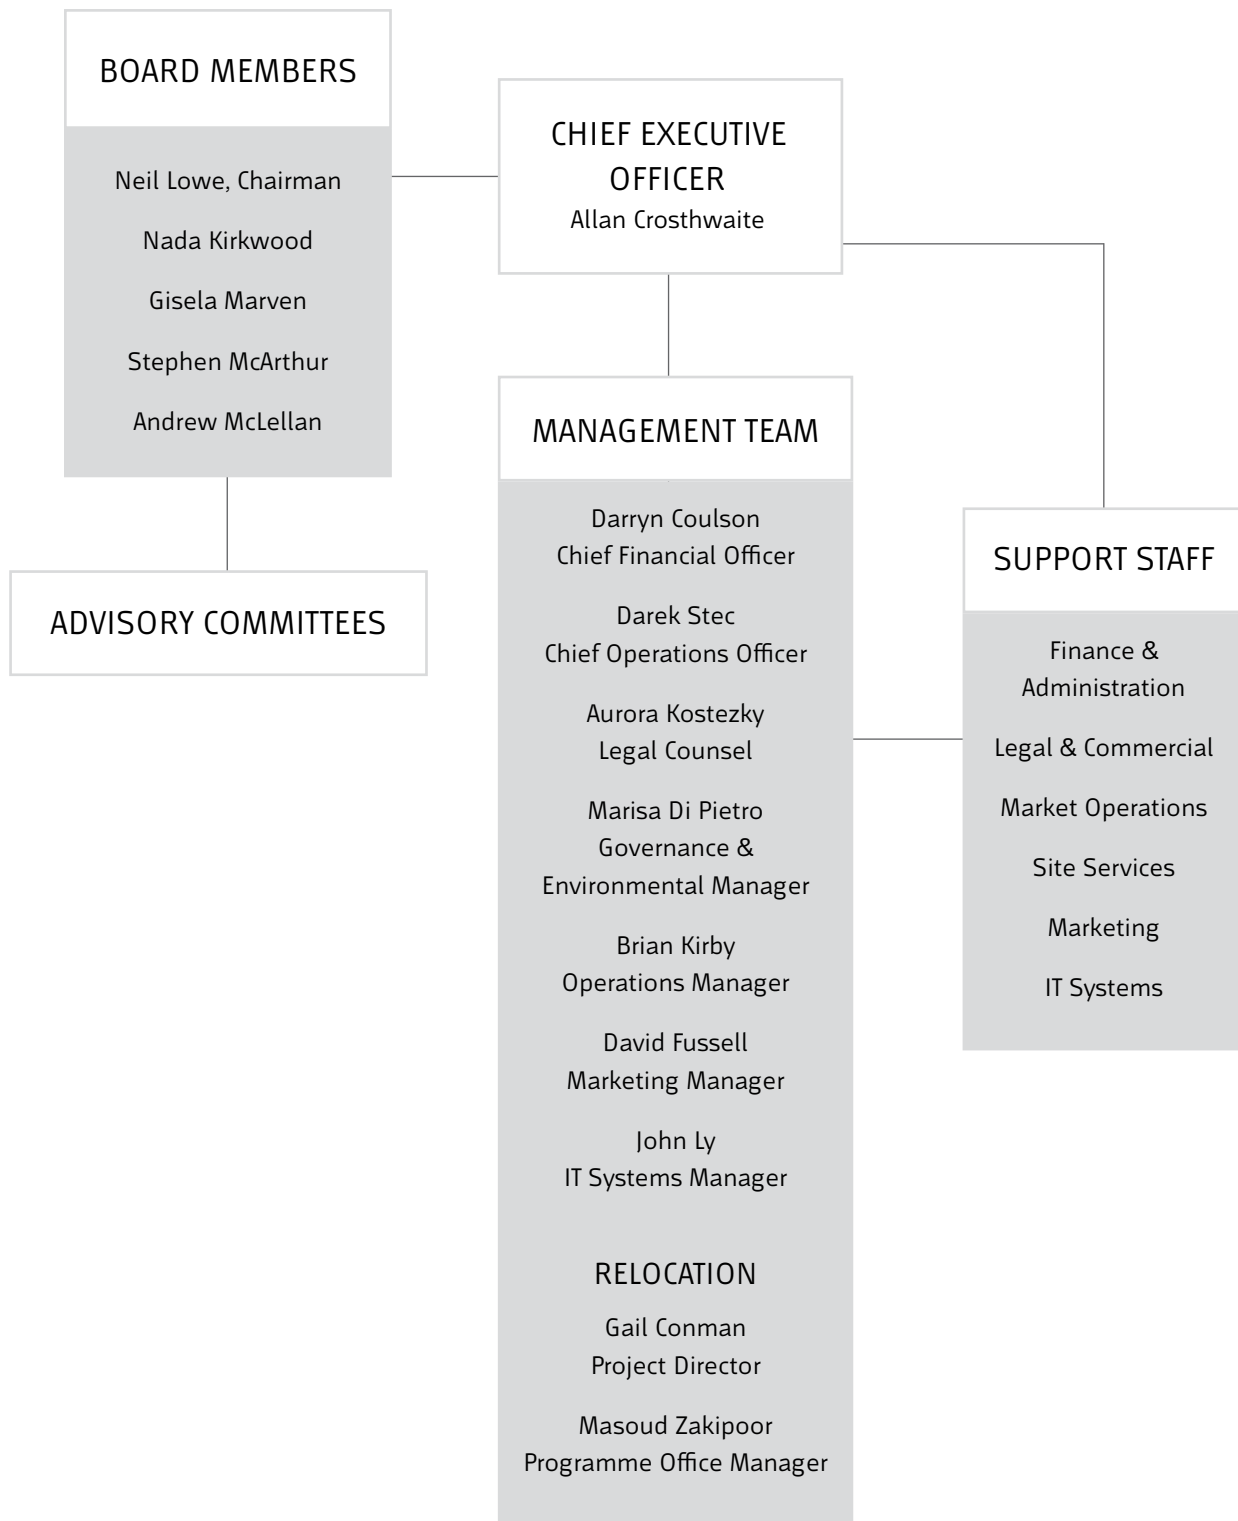 BOARD MEMBERS
Neil Lowe, Chairman
Nada Kirkwood
Gisela Marven
Stephen McArthur
Andrew McLellan
ADVISORY COMMITTEES
CHIEF EXECUTIVE
OFFICER
Allan Crosthwaite
MANAGEMENT TEAM
Darryn Coulson
Chief Financial Officer
Darek Stec
Chief Operations Officer
Aurora Kostezky
Legal Counsel
Marisa Di Pietro
Governance &
Environmental Manager
Brian Kirby
Operations Manager
David Fussell
Marketing Manager
John Ly
IT Systems Manager
RELOCATION
Gail Conman
Project Director
Masoud Zakipoor
Programme Office Manager
SUPPORT STAFF
Finance &
Administration
Legal & Commercial
Market Operations
Site Services
Marketing
IT Systems